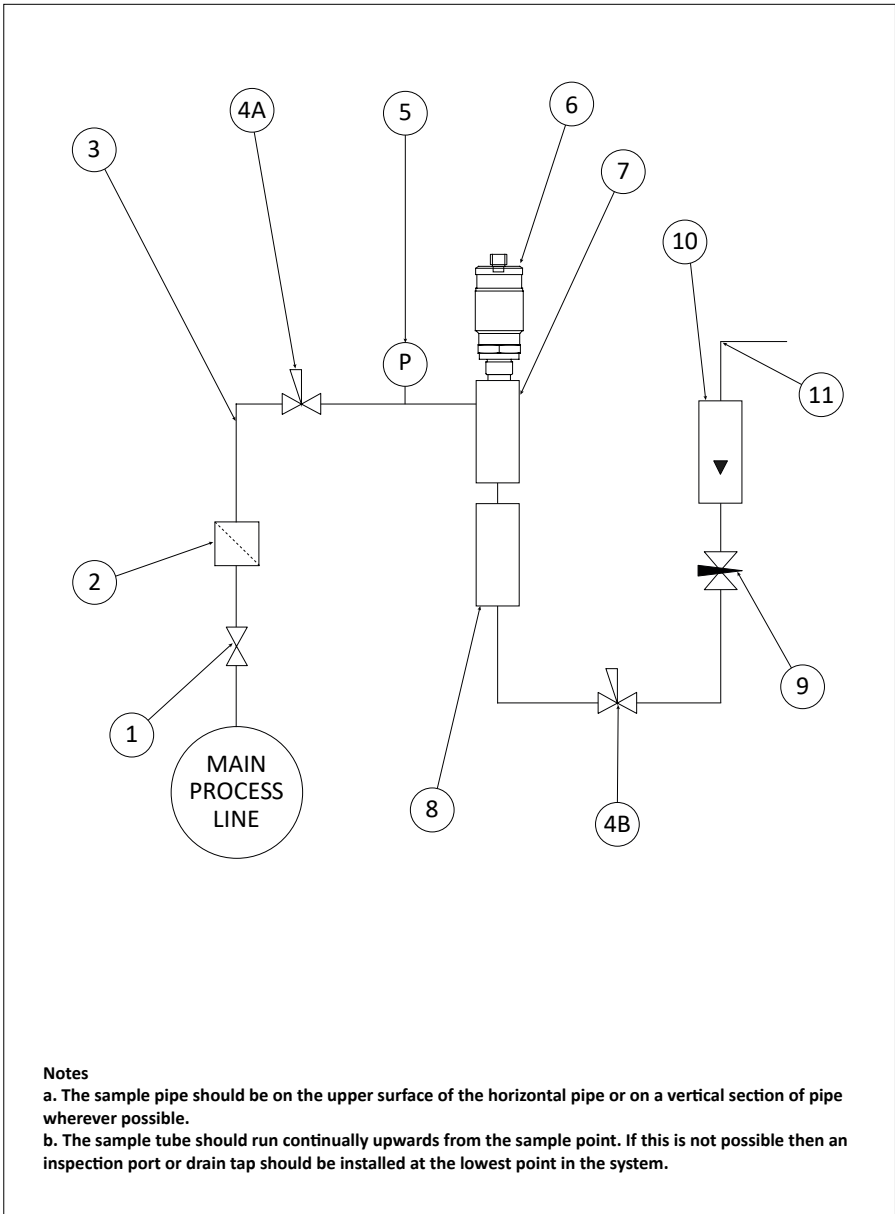 4A
5
6
3
7
10
P
11
2
9
1
MAIN
PROCESS
LINE
8
4B
Notes
a. The sample pipe should be on the upper surface of the horizontal pipe or on a vertical section of pipe
wherever possible.
b. The sample tube should run continually upwards from the sample point. If this is not possible then an
inspection port or drain tap should be installed at the lowest point in the system.